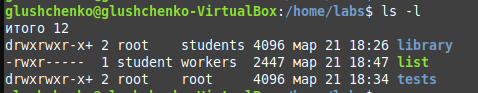 glushchenko@glushchenko-VirtualBox:/home/labs$ ls -l
итого 12
drwxrwxr-x+ 2 root    students 4096 мар 21 18:26 library
-rwxr----- 1 student workers  2447 мар 21 18:47 list
drwxrwxr-x+ 2 root    root     4096 мар 21 18:34 tests